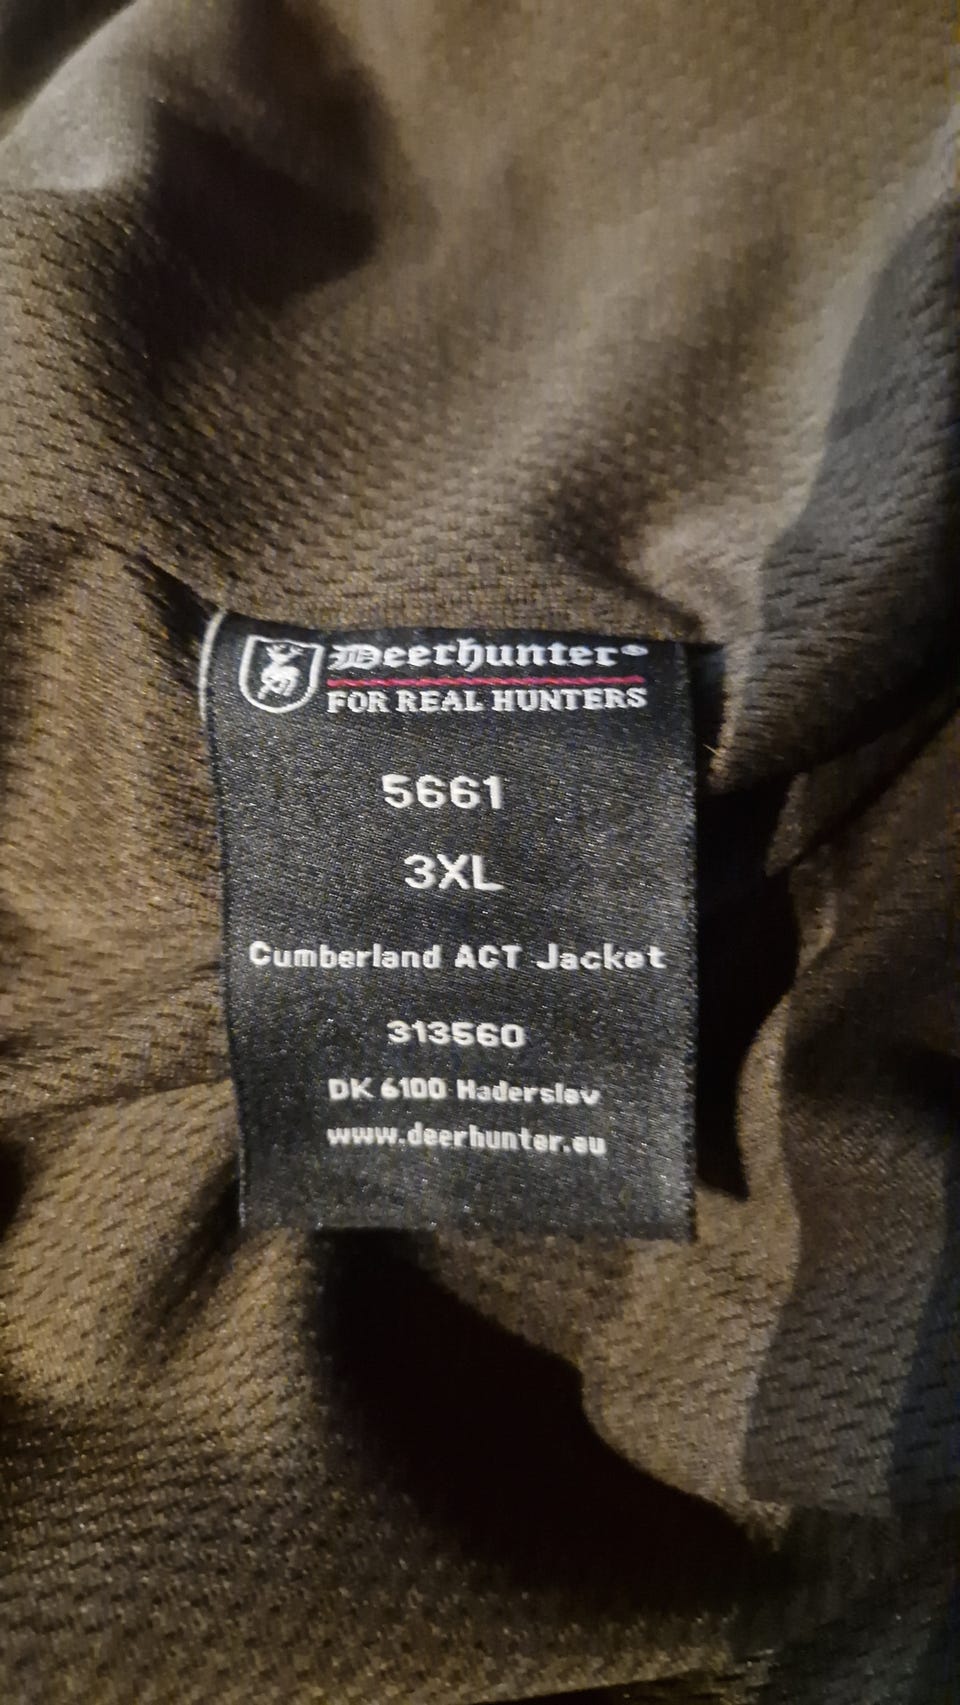 Deerhunter®
FOR REAL HUNTERS
5661
3XL
Cumberland ACT Jacket
313560
DK 6100 Haderslev
www.deerhunter.eu